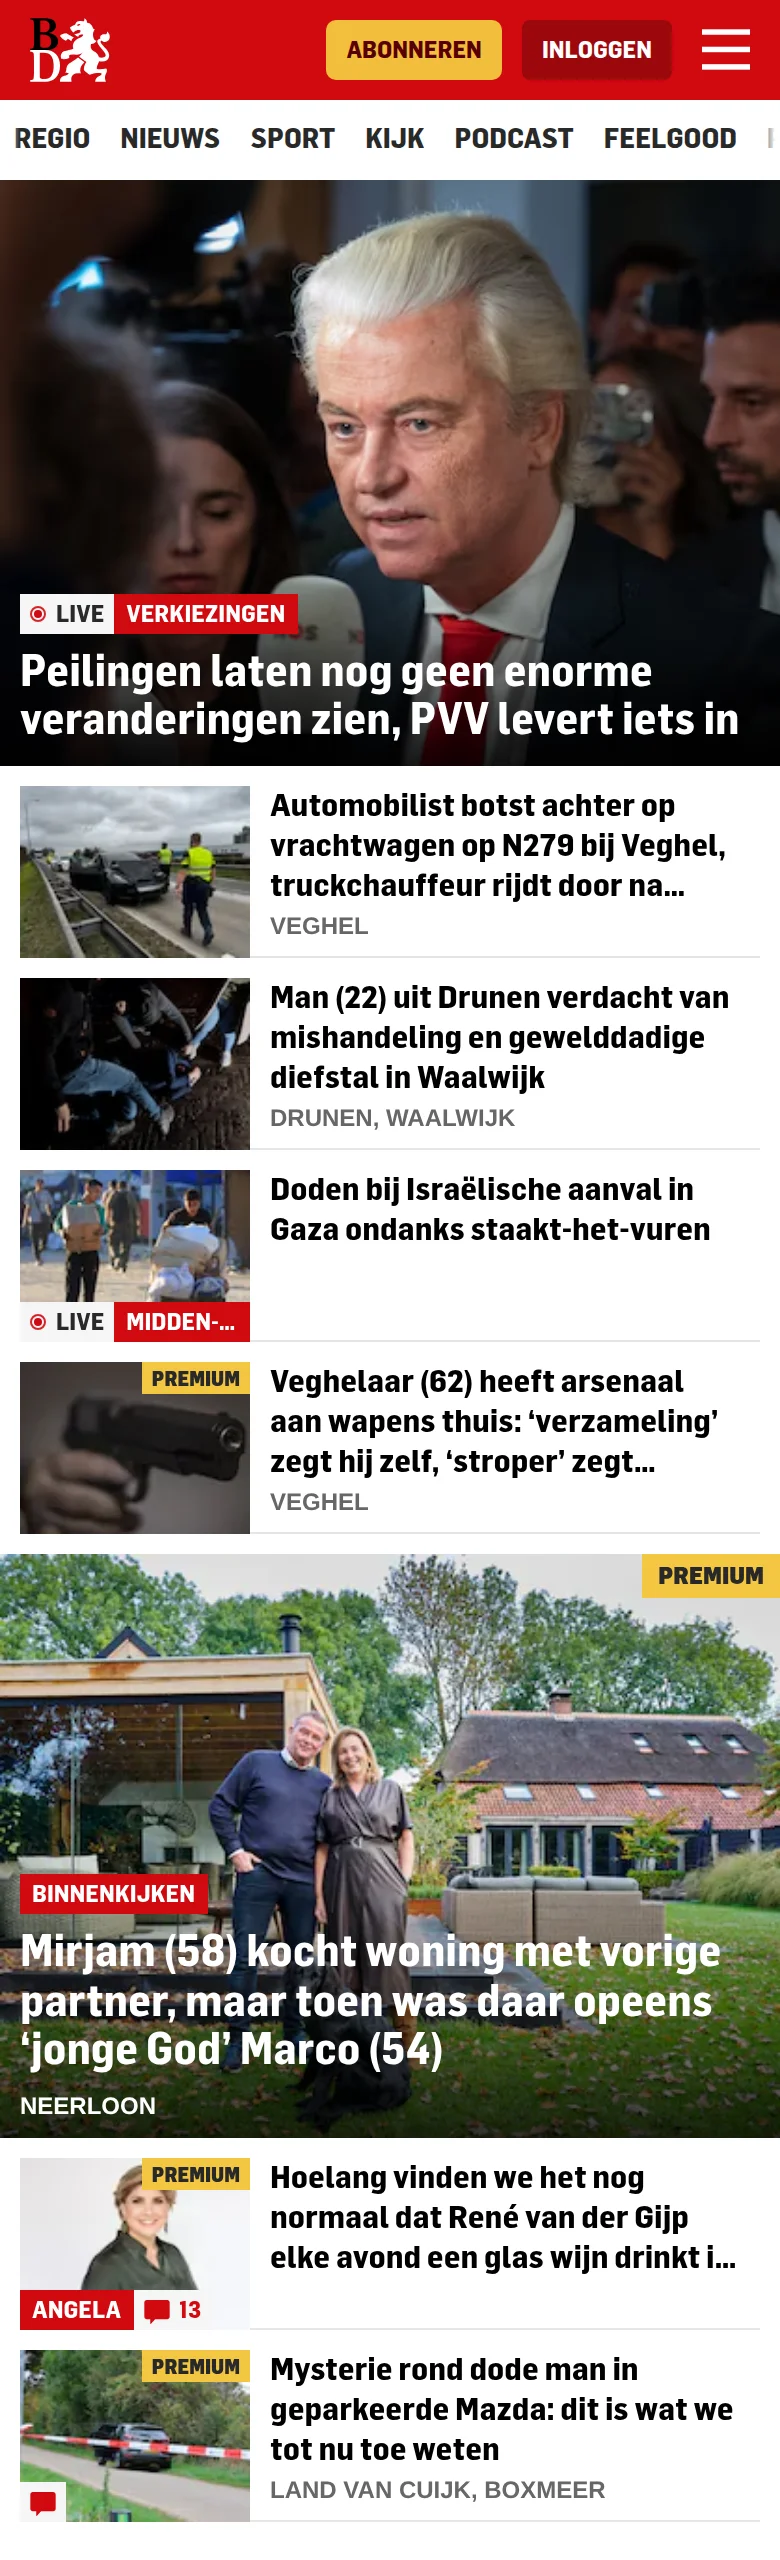 BD
ABONNEREN
INLOGGEN
REGIO NIEUWS SPORT KIJK PODCAST FEELGOOD
LIVE VERKIEZINGEN
Peilingen laten nog geen enorme
veranderingen zien, PVV levert iets in
Automobilist botst achter op
vrachtwagen op N279 bij Veghel,
truckchauffeur rijdt door na...
VEGHEL
Man (22) uit Drunen verdacht van
mishandeling en gewelddadige
diefstal in Waalwijk
DRUNEN, WAALWIJK
LIVE MIDDEN-...
Doden bij Israëlische aanval in
Gaza ondanks staakt-het-vuren
PREMIUM
Veghelaar (62) heeft arsenaal
aan wapens thuis: ‘verzameling’
zegt hij zelf, ‘stroper’ zegt...
VEGHEL
PREMIUM
BINNENKIJKEN
Mirjam (58) kocht woning met vorige
partner, maar toen was daar opeens
‘jonge God’ Marco (54)
NEERLOON
PREMIUM
ANGELA 13
Hoelang vinden we het nog
normaal dat René van der Gijp
elke avond een glas wijn drinkt i...
PREMIUM
Mysterie rond dode man in
geparkeerde Mazda: dit is wat we
tot nu toe weten
LAND VAN CUIJK, BOXMEER